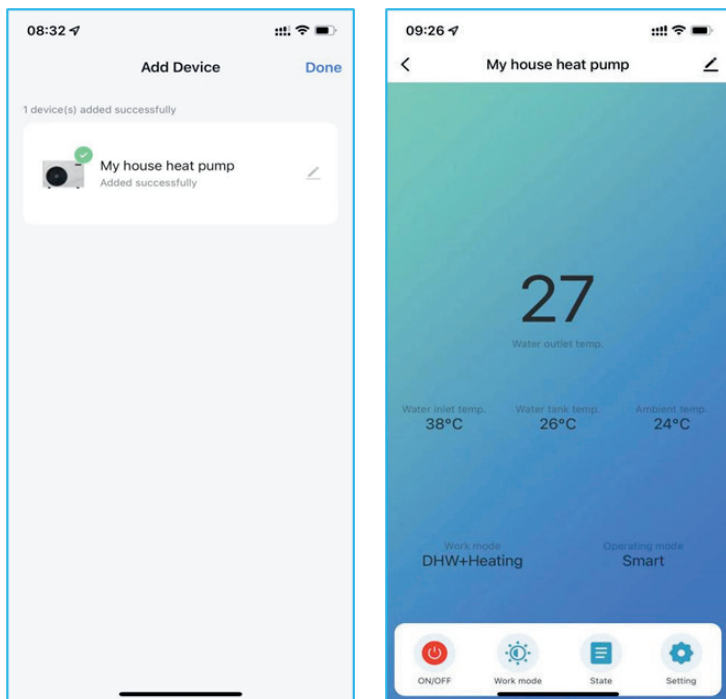 08:32
Add Device
Done
1 device(s) added successfully
My house heat pump
Added successfully
09:26
My house heat pump
27
Water outlet temp.
Water inlet temp.
38°C
Water tank temp.
26°C
Ambient temp.
24°C
Work mode
DHW+Heating
Operating mode
Smart
ON/OFF
Work mode
State
Setting